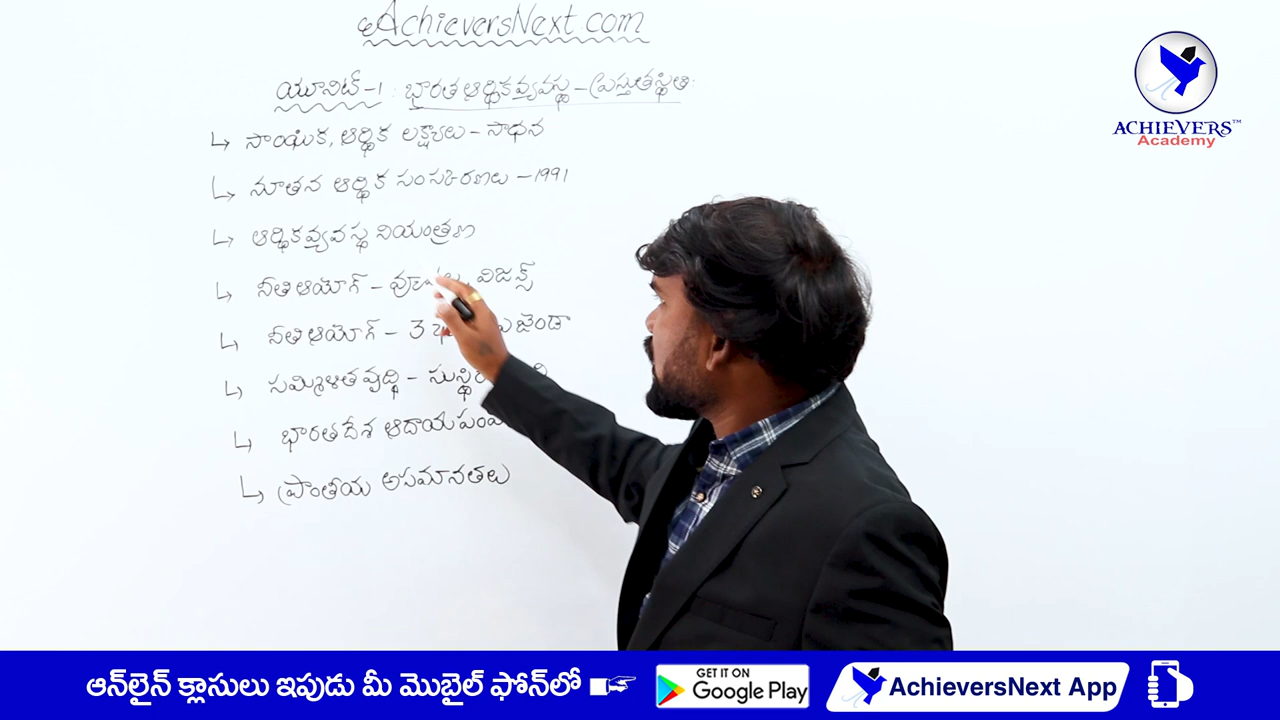 AchieversNext.com
యూనిట్-1: భారత ఆర్థికవ్యవస్థ - ప్రస్తుతస్థితి:
↳ సాంఘిక, ఆర్థిక లక్ష్యాలు - సాధన
↳ నూతన ఆర్థిక సంస్కరణలు - 1991
↳ ఆర్థికవ్యవస్థ నియంత్రణ
↳ నీతి ఆయోగ్ - విజన్స్
↳ నీతి ఆయోగ్ - 3
↳ సమ్మిళిత వృద్ధి -
↳ భారతదేశ ఆదాయ
↳ ప్రాంతీయ అసమానతలు
ACHIEVERS™
Academy
ఆన్‌లైన్ క్లాసులు ఇపుడు మీ మొబైల్ ఫోన్‌లో
GET IT ON
Google Play
AchieversNext App